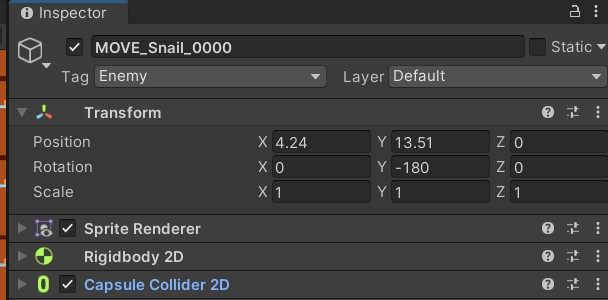 Inspector
MOVE_Snail_0000 Static
Tag Enemy Layer Default
Transform
Position X 4.24 Y 13.51 Z 0
Rotation X 0 Y -180 Z 0
Scale X 1 Y 1 Z 1
Sprite Renderer
Rigidbody 2D
Capsule Collider 2D